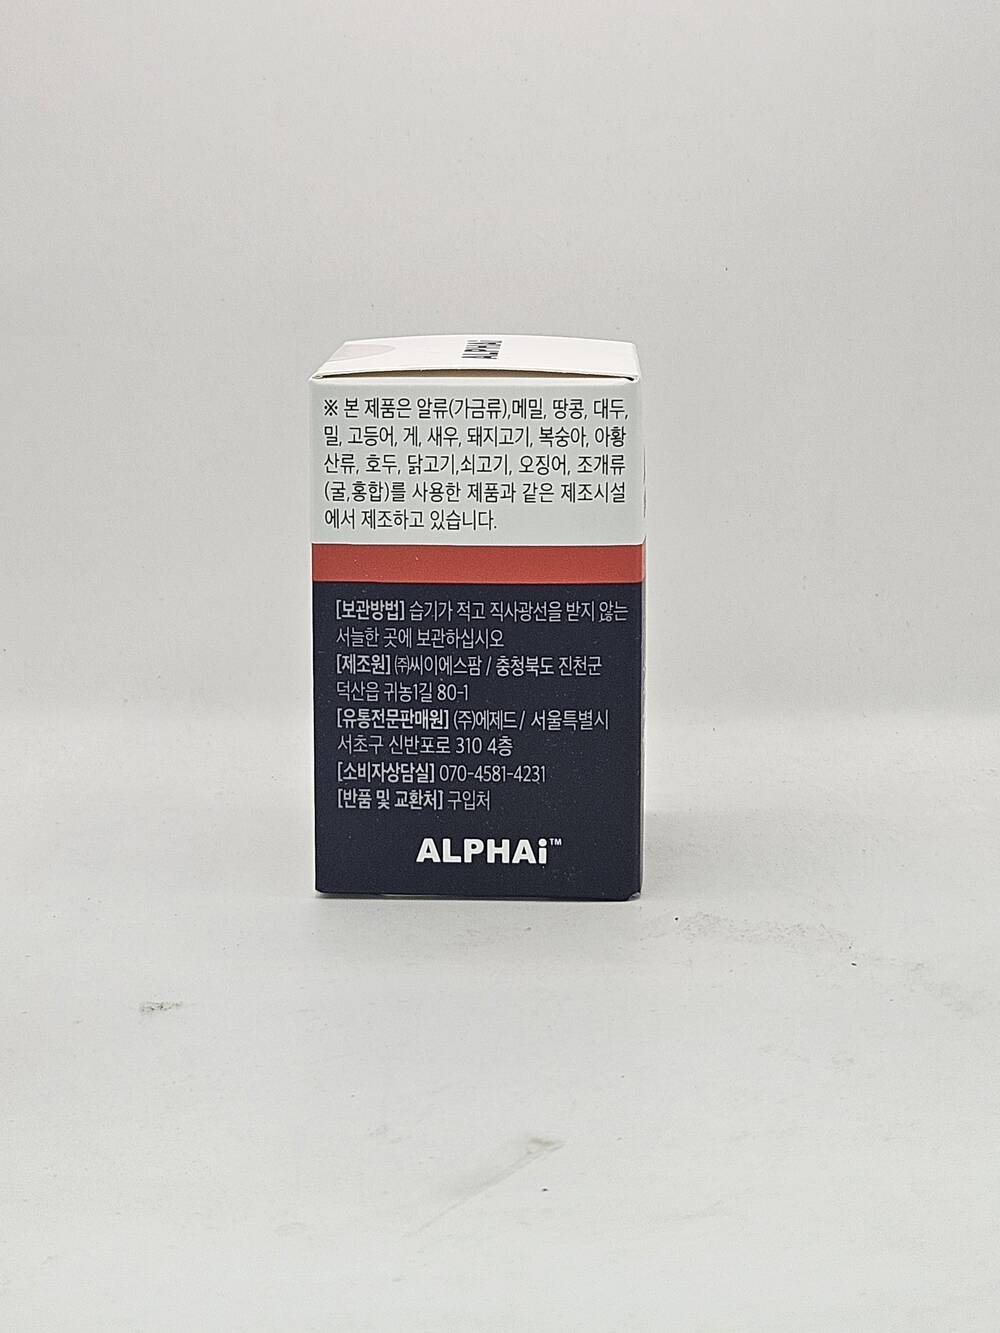 ALPHAi
※ 본 제품은 알류(가금류),메밀, 땅콩, 대두,
밀, 고등어, 게, 새우, 돼지고기, 복숭아, 아황
산류, 호두, 닭고기,쇠고기, 오징어, 조개류
(굴,홍합)를 사용한 제품과 같은 제조시설
에서 제조하고 있습니다.
[보관방법] 습기가 적고 직사광선을 받지 않는
서늘한 곳에 보관하십시오
[제조원] ㈜씨이에스팜 / 충청북도 진천군
덕산읍 귀농1길 80-1
[유통전문판매원] (주)에제드 / 서울특별시
서초구 신반포로 310 4층
[소비자상담실] 070-4581-4231
[반품 및 교환처] 구입처
ALPHAi™